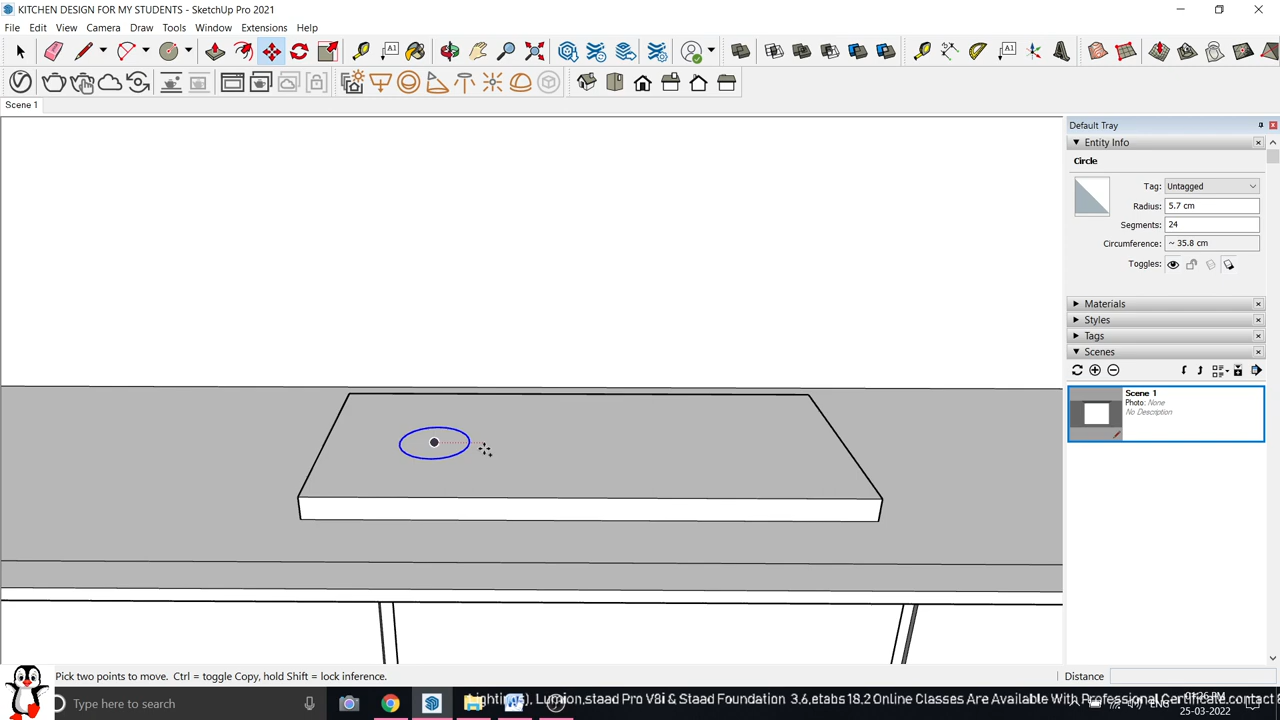 KITCHEN DESIGN FOR MY STUDENTS - SketchUp Pro 2021
File Edit View Camera Draw Tools Window Extensions Help
Scene 1
Default Tray
Entity Info
Circle
Tag: Untagged
Radius: 5.7 cm
Segments: 24
Circumference: ~ 35.8 cm
Toggles:
Materials
Styles
Tags
Scenes
Scene 1
Photo: None
No Description
Pick two points to move. Ctrl = toggle Copy, hold Shift = lock inference.
Distance
Type here to search
Lumion,staad Pro V8i & Staad Foundation 3.6,etabs18.2 Online Classes Are Available With Professional Certificate.contact
ENG
25-03-2022